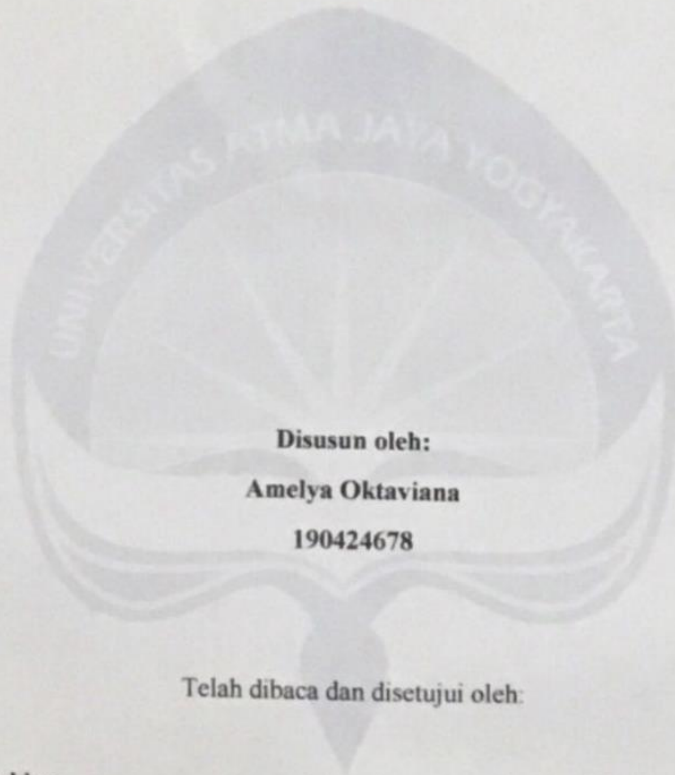 UNIVERSITAS ATMA JAYA YOGYAKARTA
Disusun oleh:
Amelya Oktaviana
190424678
Telah dibaca dan disetujui oleh: